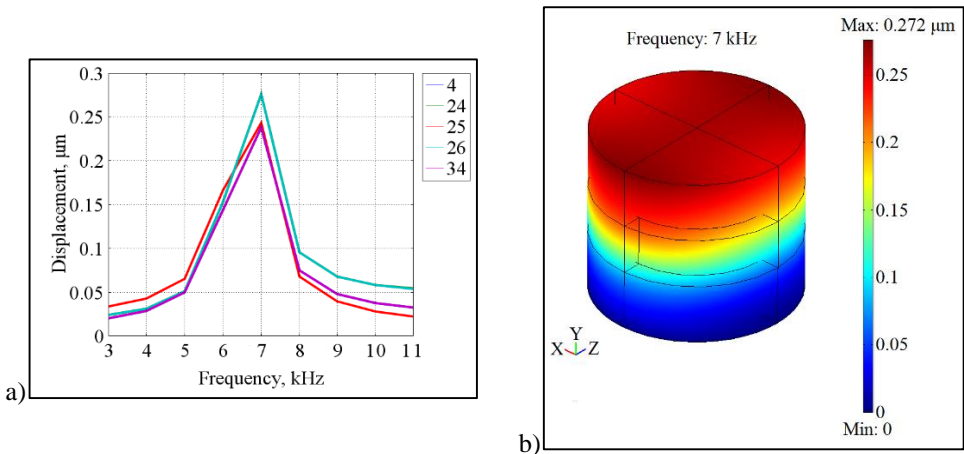 0.3
0.25
0.2
0.15
0.1
0.05
0
Displacement, μm
3 4 5 6 7 8 9 10 11
Frequency, kHz
4
24
25
26
34
a)
Frequency: 7 kHz
Max: 0.272 μm
0.25
0.2
0.15
0.1
0.05
0
Min: 0
Y
X Z
b)